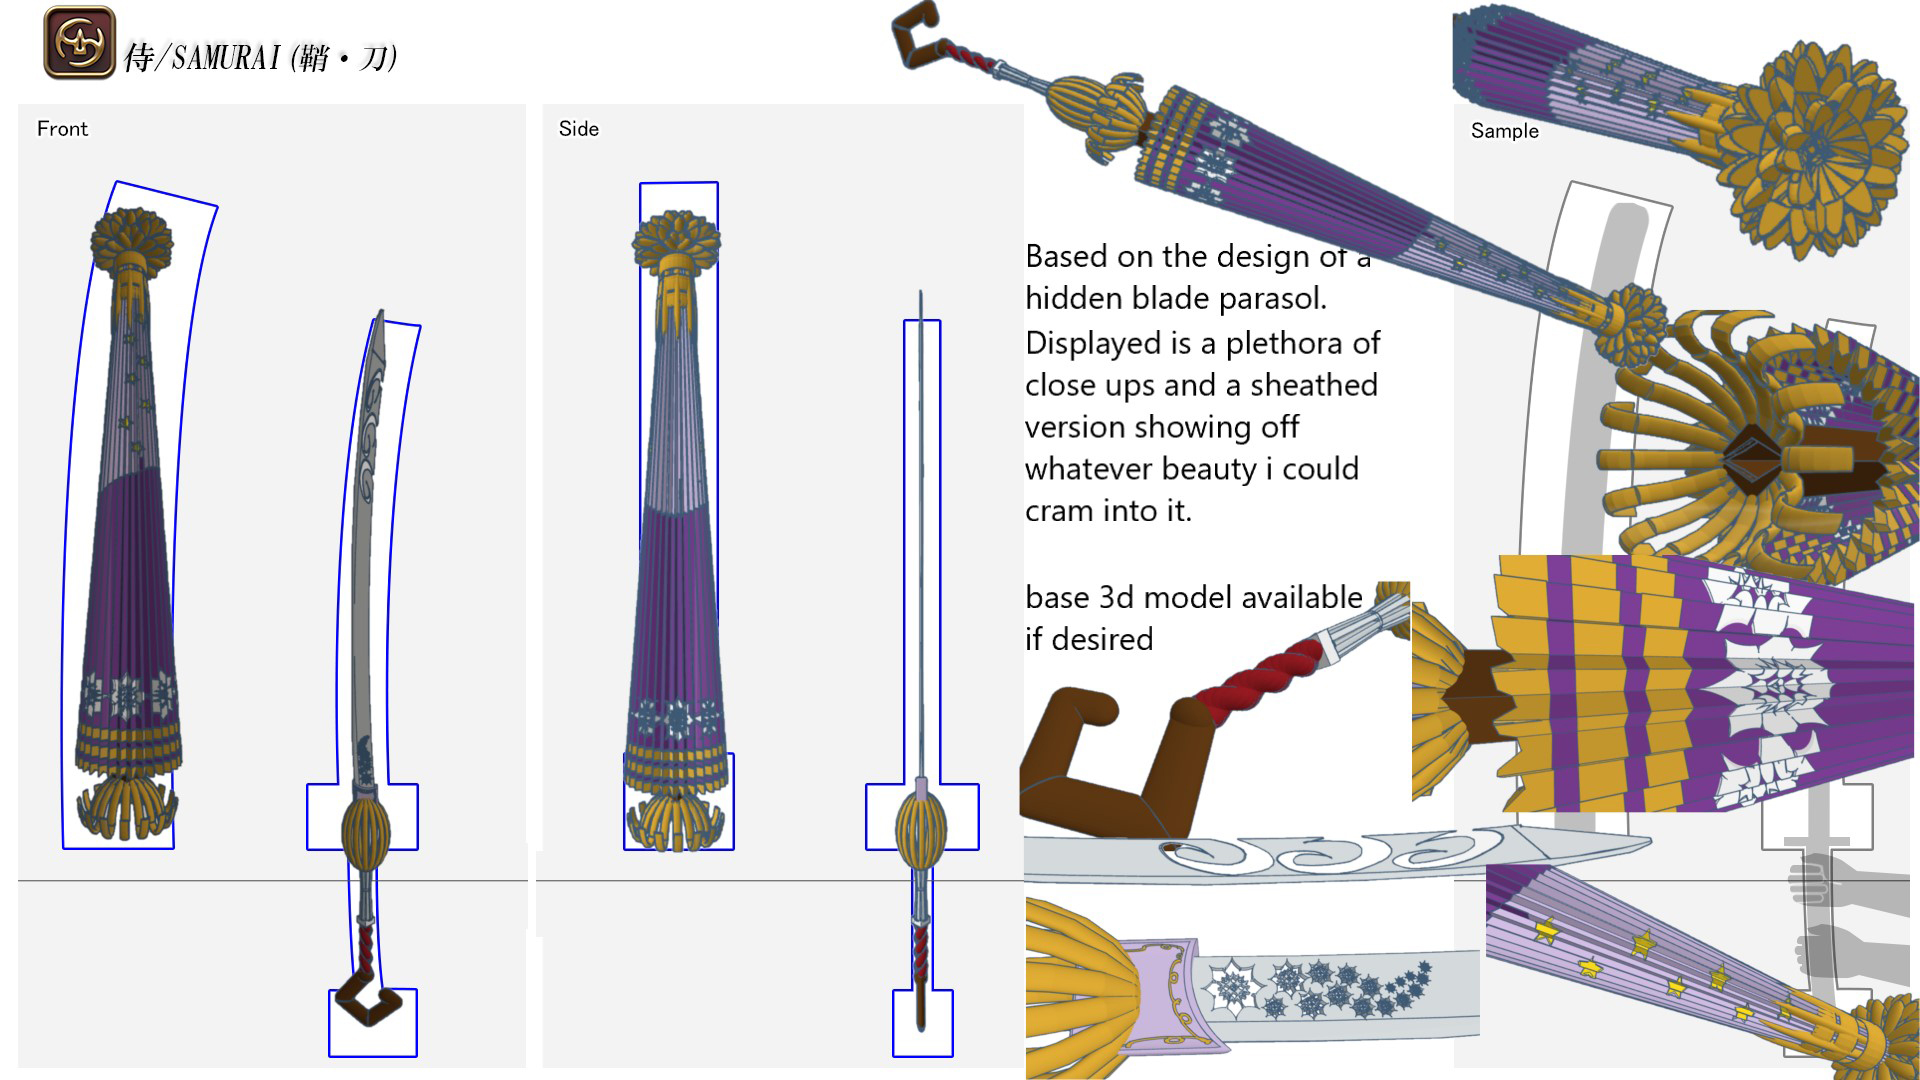 侍/SAMURAI (鞘・刀)
Front
Side
Sample
Based on the design of a
hidden blade parasol.
Displayed is a plethora of
close ups and a sheathed
version showing off
whatever beauty i could
cram into it.
base 3d model available
if desired